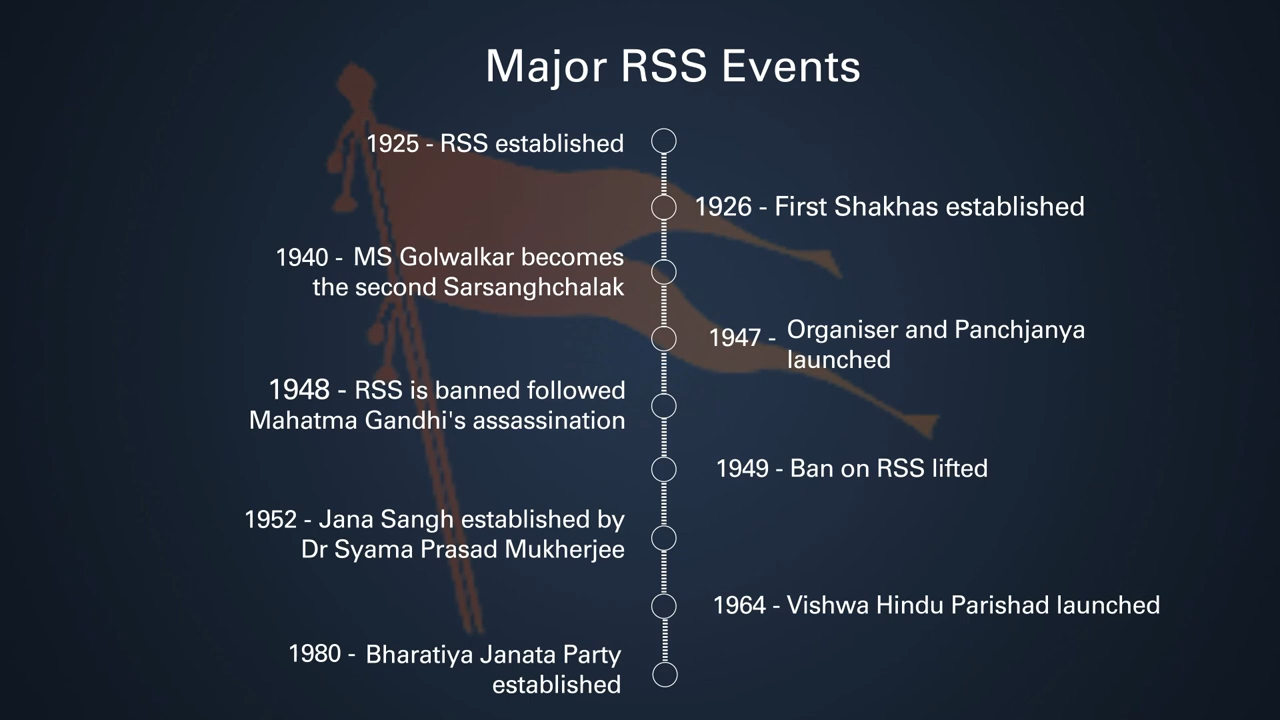 Major RSS Events
1925 - RSS established
1926 - First Shakhas established
1940 - MS Golwalkar becomes
the second Sarsanghchalak
1947 - Organiser and Panchjanya
launched
1948 - RSS is banned followed
Mahatma Gandhi's assassination
1949 - Ban on RSS lifted
1952 - Jana Sangh established by
Dr Syama Prasad Mukherjee
1964 - Vishwa Hindu Parishad launched
1980 - Bharatiya Janata Party
established